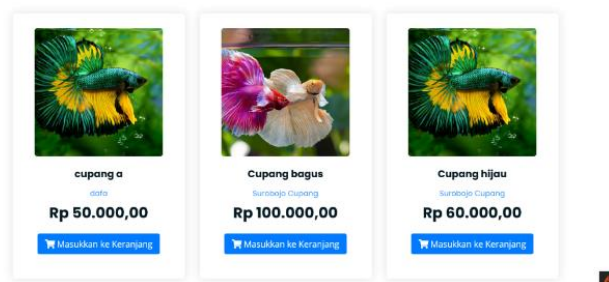 cupang a
dafa
Rp 50.000,00
Masukkan ke Keranjang
Cupang bagus
Surobojo Cupang
Rp 100.000,00
Masukkan ke Keranjang
Cupang hijau
Surobojo Cupang
Rp 60.000,00
Masukkan ke Keranjang